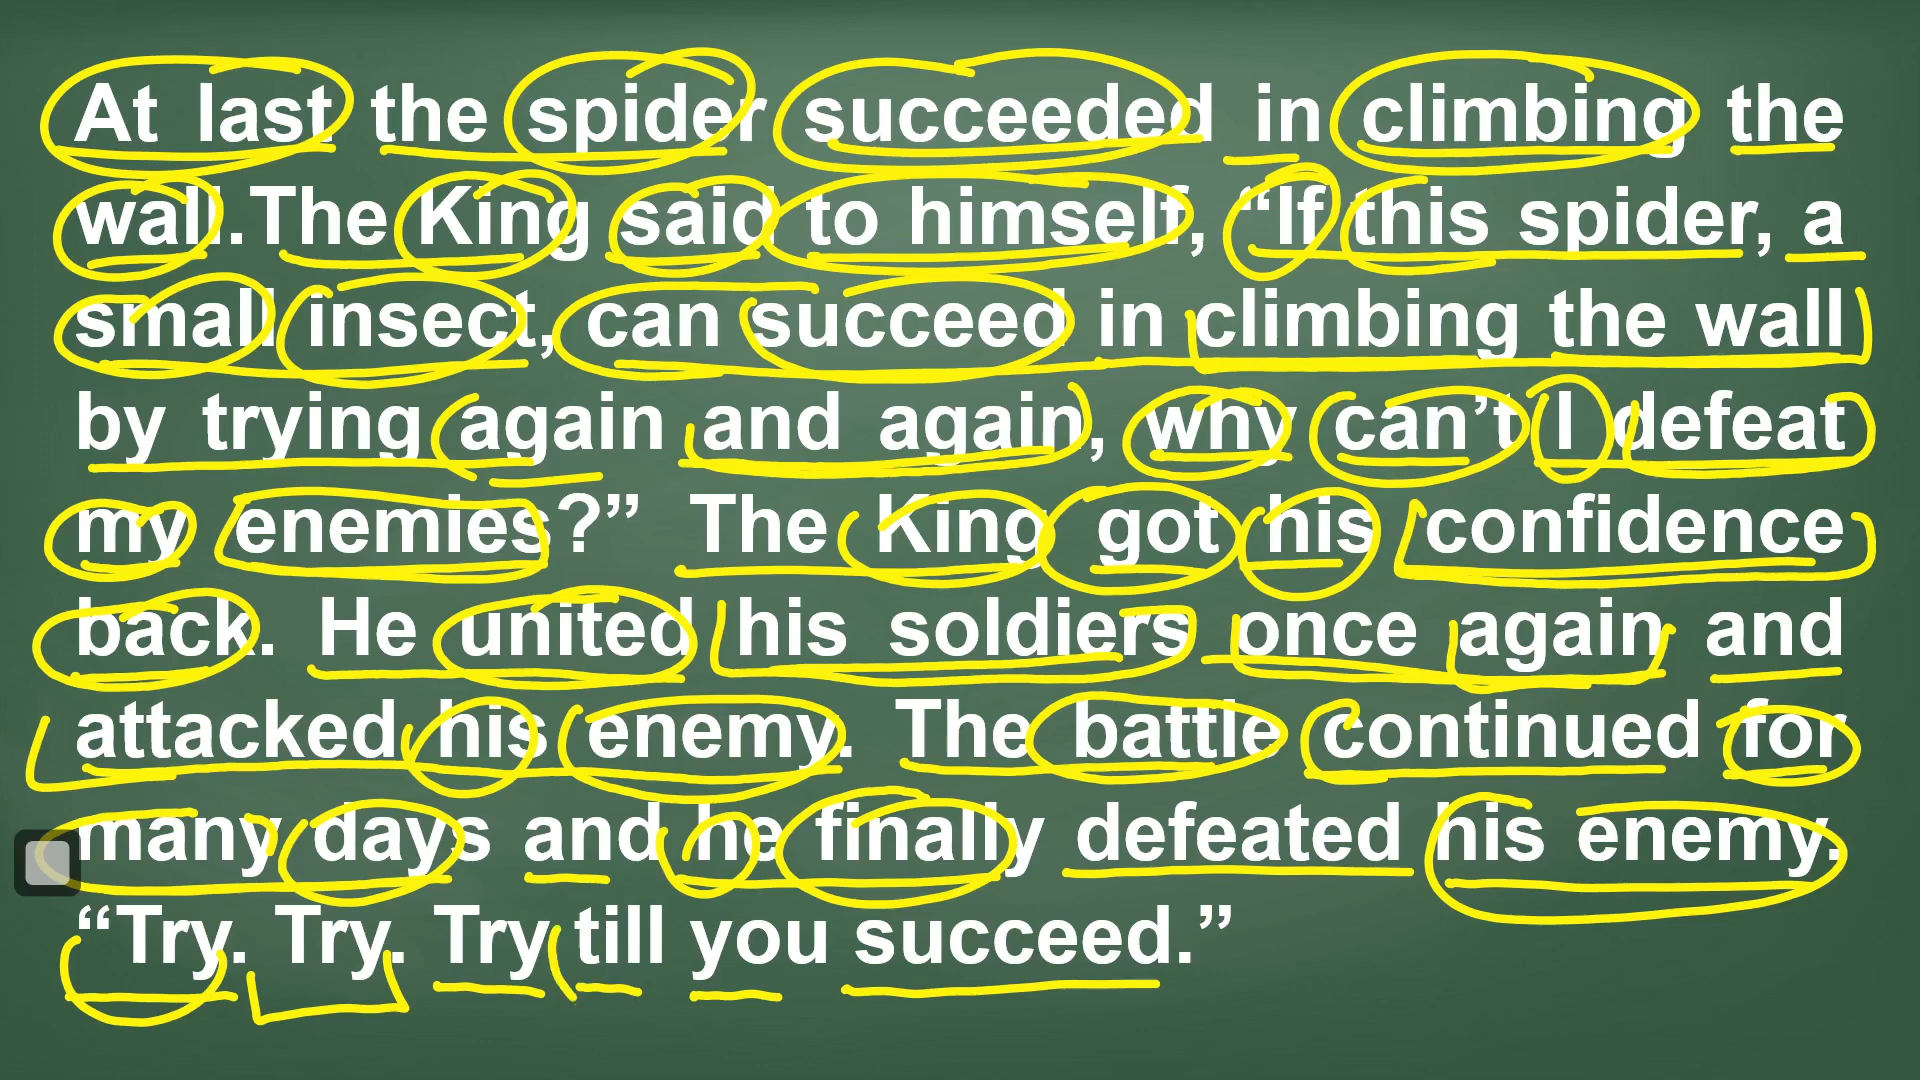 At last the spider succeeded in climbing the
wall.The King said to himself, “If this spider, a
small insect, can succeed in climbing the wall
by trying again and again, why can’t I defeat
my enemies?” The King got his confidence
back. He united his soldiers once again and
attacked his enemy. The battle continued for
many days and he finally defeated his enemy.
“Try. Try. Try till you succeed.”